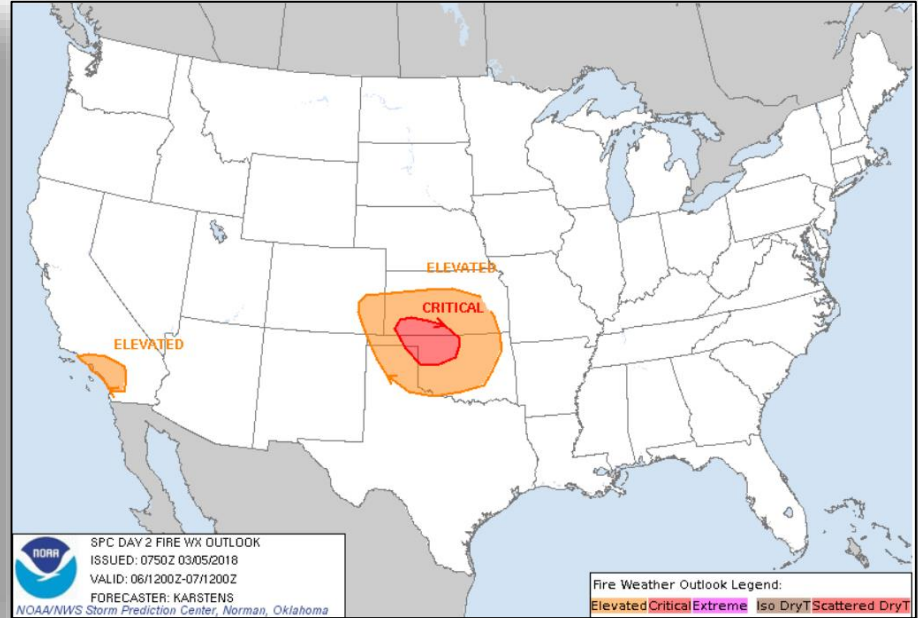 ELEVATED
CRITICAL
ELEVATED
NOAA
SPC DAY 2 FIRE WX OUTLOOK
ISSUED: 0750Z 03/05/2018
VALID: 06/1200Z-07/1200Z
FORECASTER: KARSTENS
NOAA/NWS Storm Prediction Center, Norman, Oklahoma
Fire Weather Outlook Legend:
Elevated Critical Extreme Iso DryT Scattered DryT